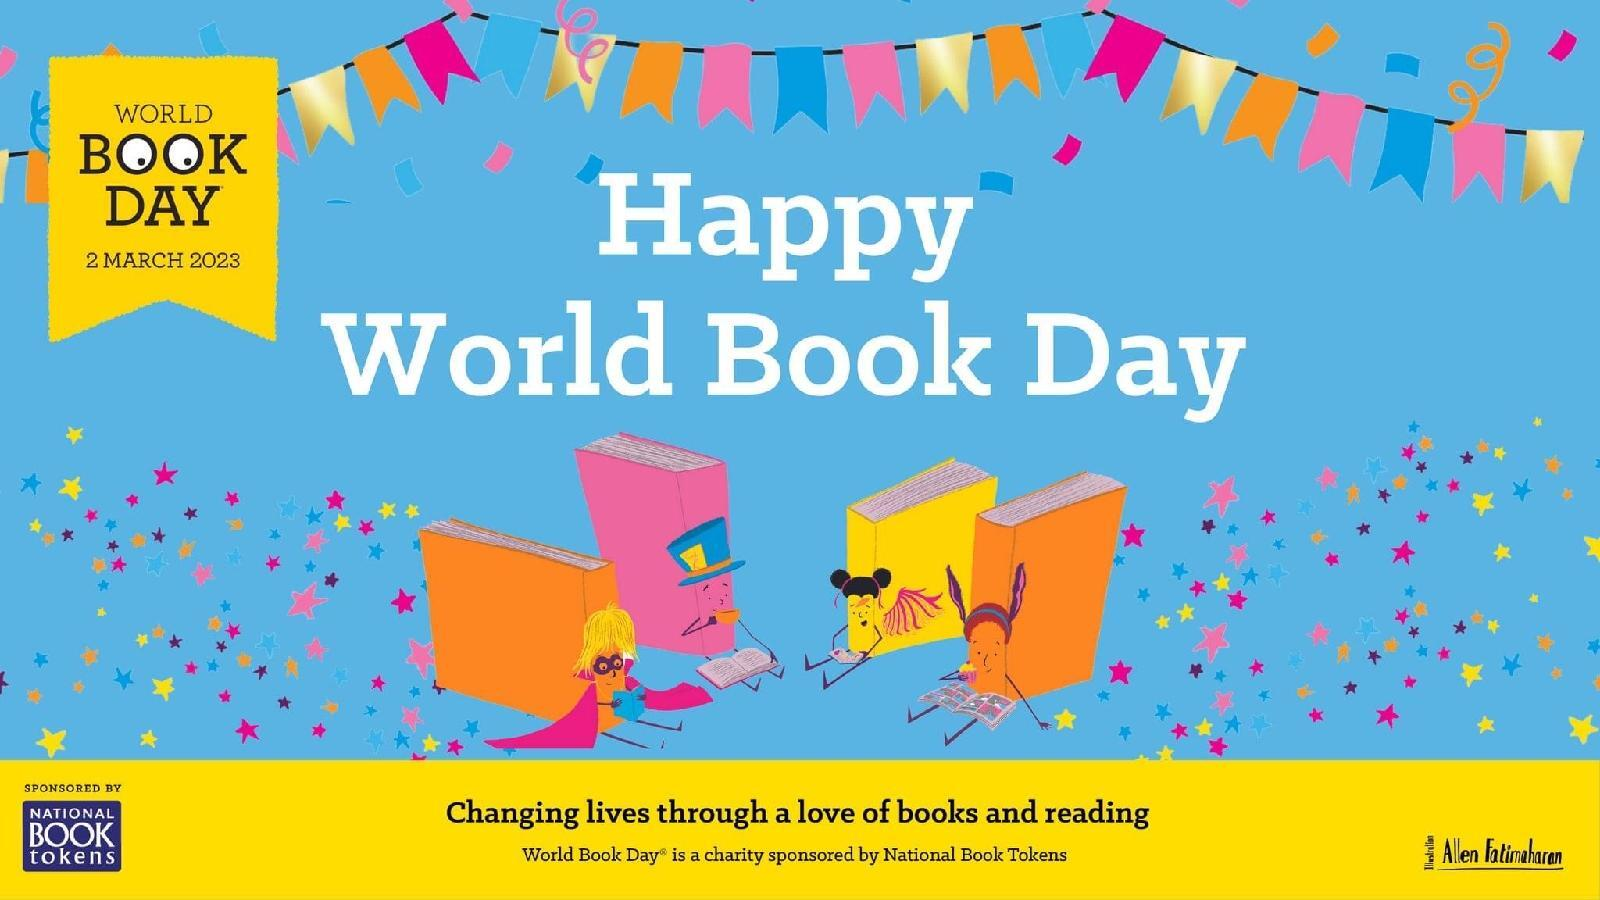 WORLD
BOOK
DAY
2 MARCH 2023
Happy
World Book Day
SPONSORED BY
NATIONAL
BOOK
tokens
Changing lives through a love of books and reading
World Book Day® is a charity sponsored by National Book Tokens
Illustration
Allen Fatimaharan